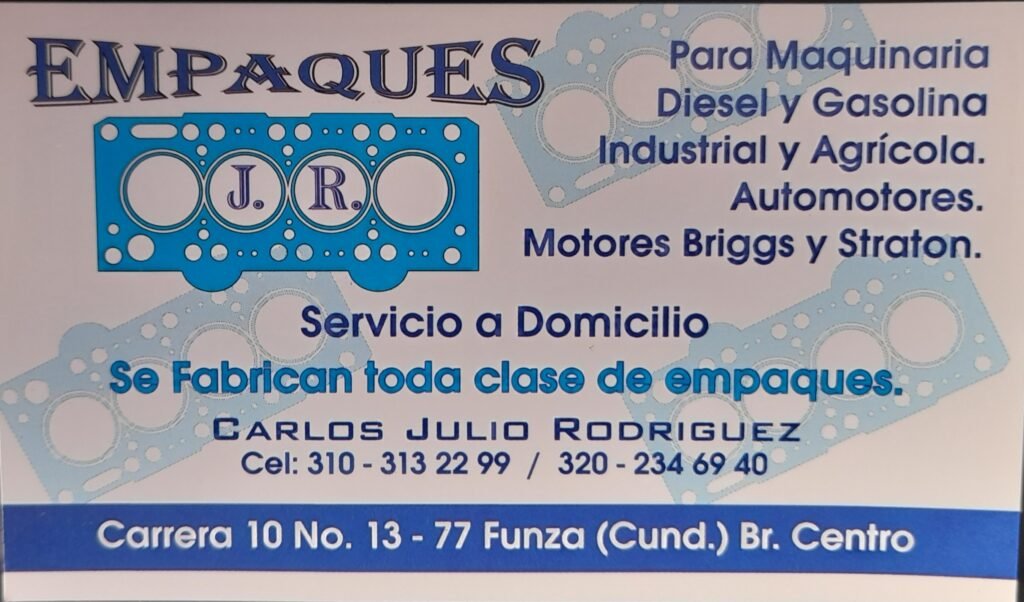 EMPAQUES
J. R.
Para Maquinaria
Diesel y Gasolina
Industrial y Agrícola.
Automotores.
Motores Briggs y Straton.
Servicio a Domicilio
Se Fabrican toda clase de empaques.
CARLOS JULIO RODRIGUEZ
Cel: 310 - 313 22 99 / 320 - 234 69 40
Carrera 10 No. 13 - 77 Funza (Cund.) Br. Centro